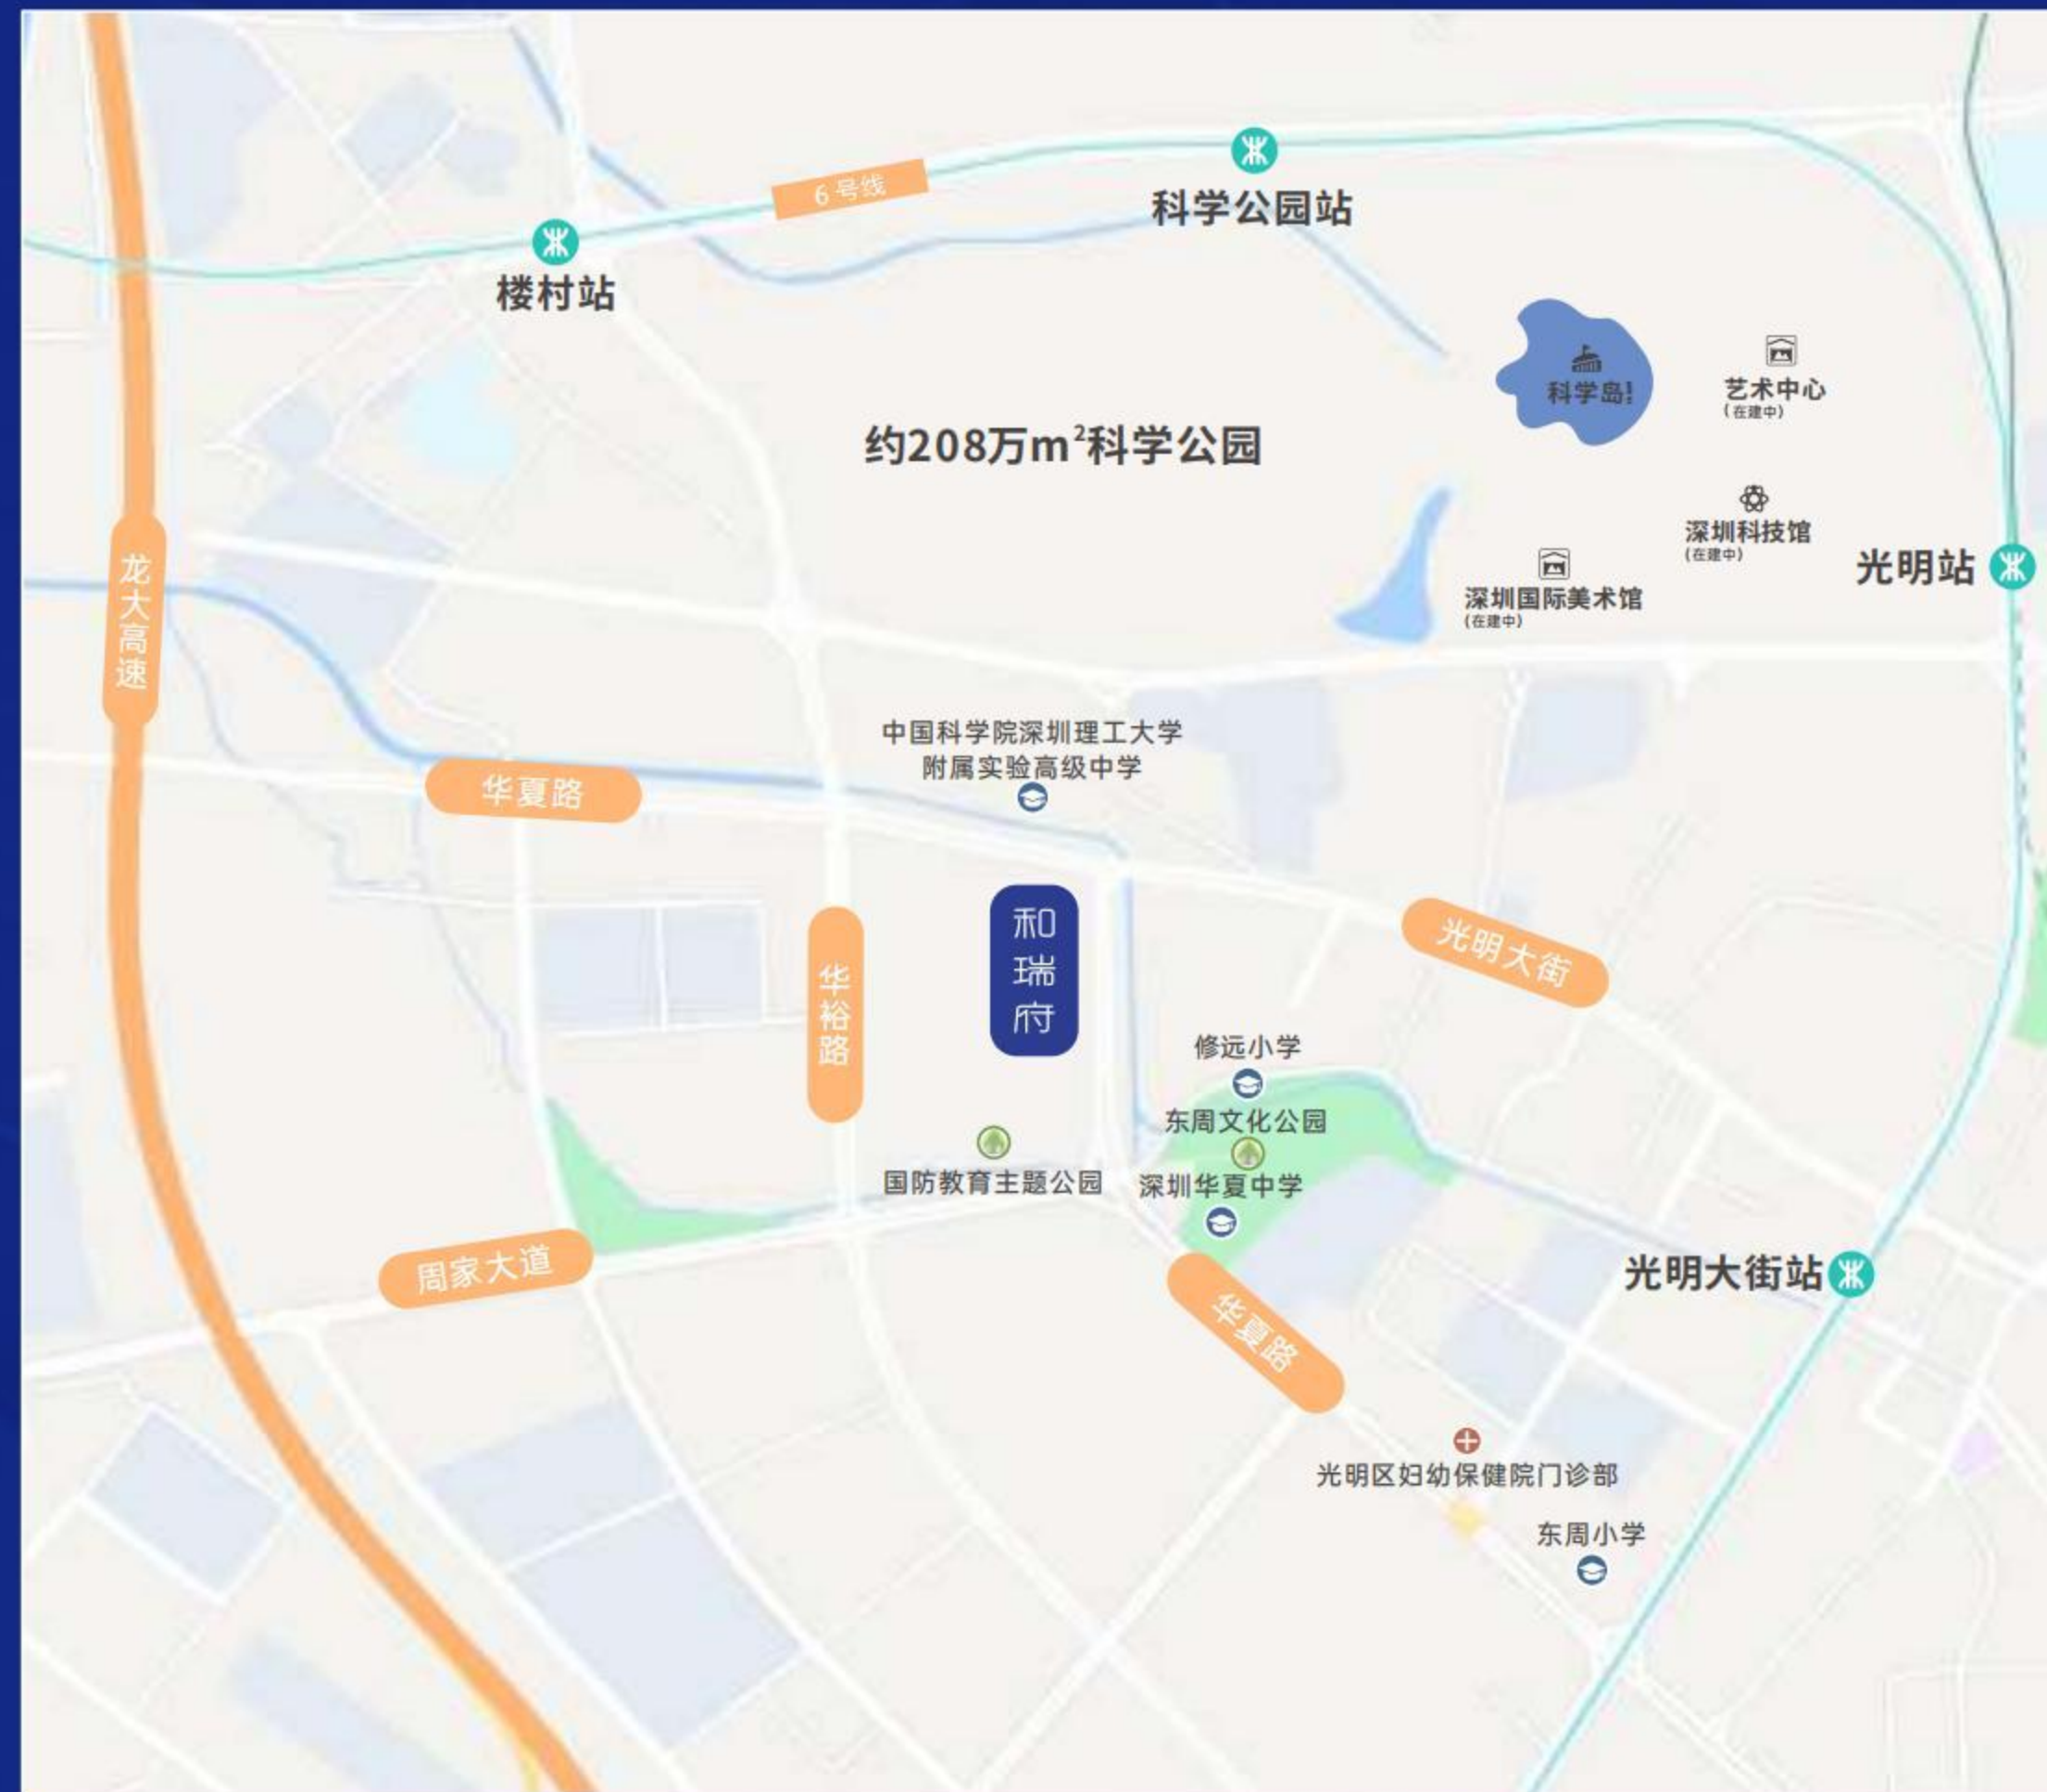 6号线
科学公园站
楼村站
科学岛
艺术中心
(在建中)
约208万m²科学公园
深圳科技馆
(在建中)
光明站
深圳国际美术馆
(在建中)
龙大高速
中国科学院深圳理工大学
附属实验高级中学
华夏路
和瑞府
光明大街
华裕路
修远小学
东周文化公园
国防教育主题公园
深圳华夏中学
周家大道
光明大街站
华夏路
光明区妇幼保健院门诊部
东周小学